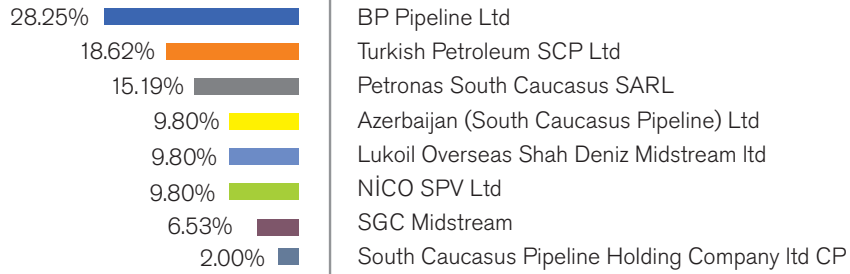 28.25% BP Pipeline Ltd
18.62% Turkish Petroleum SCP Ltd
15.19% Petronas South Caucasus SARL
9.80% Azerbaijan (South Caucasus Pipeline) Ltd
9.80% Lukoil Overseas Shah Deniz Midstream ltd
9.80% NİCO SPV Ltd
6.53% SGC Midstream
2.00% South Caucasus Pipeline Holding Company ltd CP